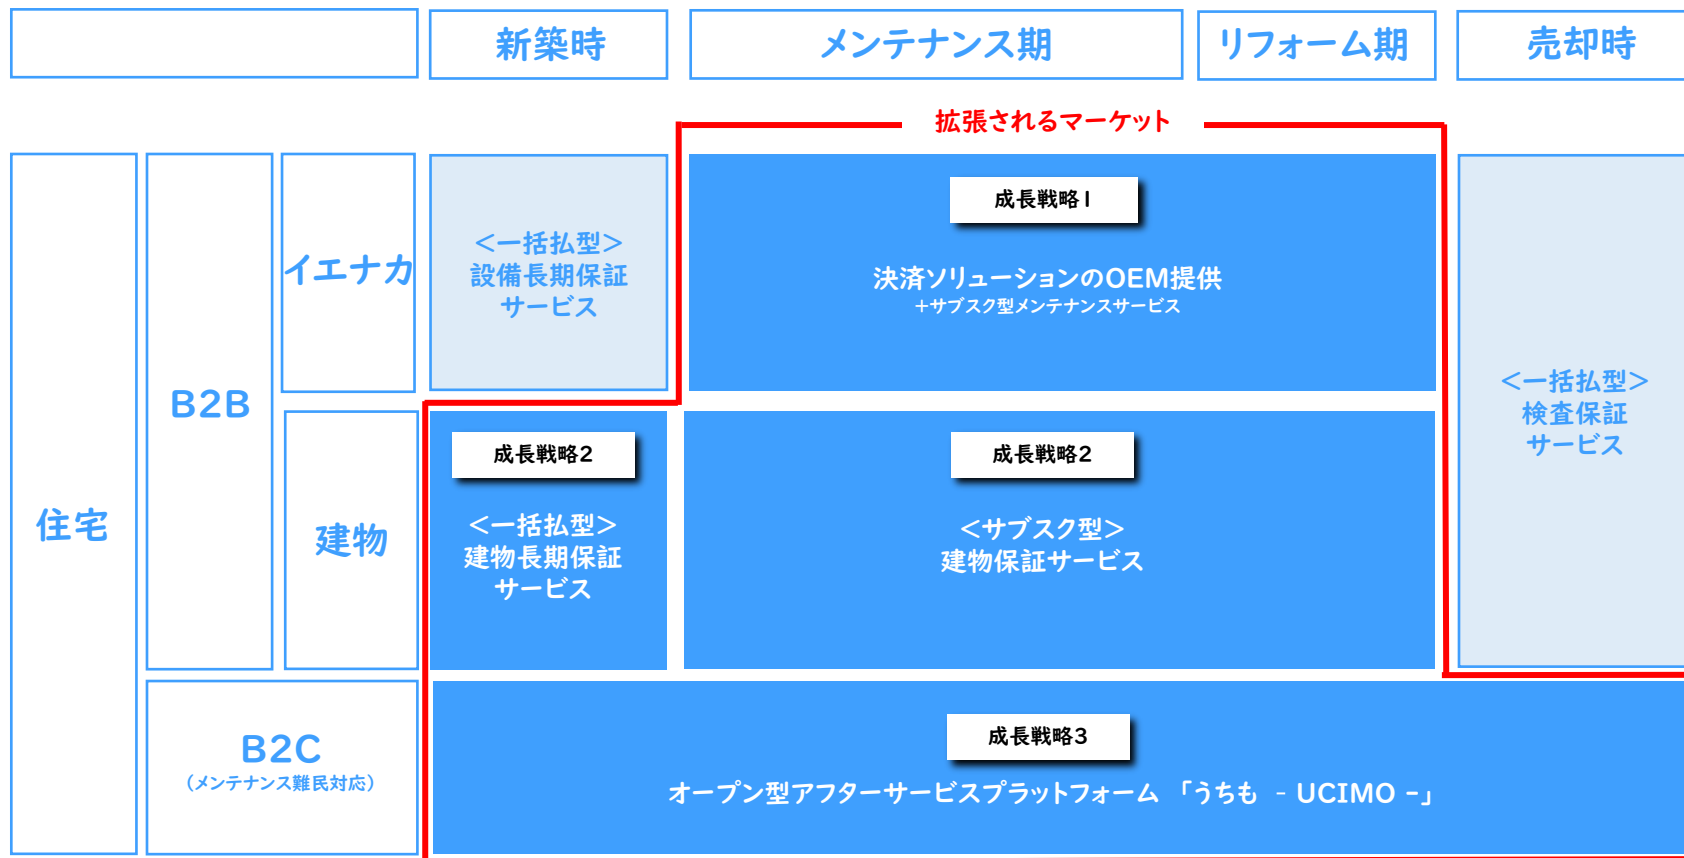 新築時
メンテナンス期
リフォーム期
売却時
拡張されるマーケット
住宅
B2B
イエナカ
<一括払型>
設備長期保証
サービス
成長戦略1
決済ソリューションのOEM提供
+サブスク型メンテナンスサービス
<一括払型>
検査保証
サービス
建物
成長戦略2
<一括払型>
建物長期保証
サービス
成長戦略2
<サブスク型>
建物保証サービス
B2C
(メンテナンス難民対応)
成長戦略3
オープン型アフターサービスプラットフォーム 「うちも - UCIMO -」